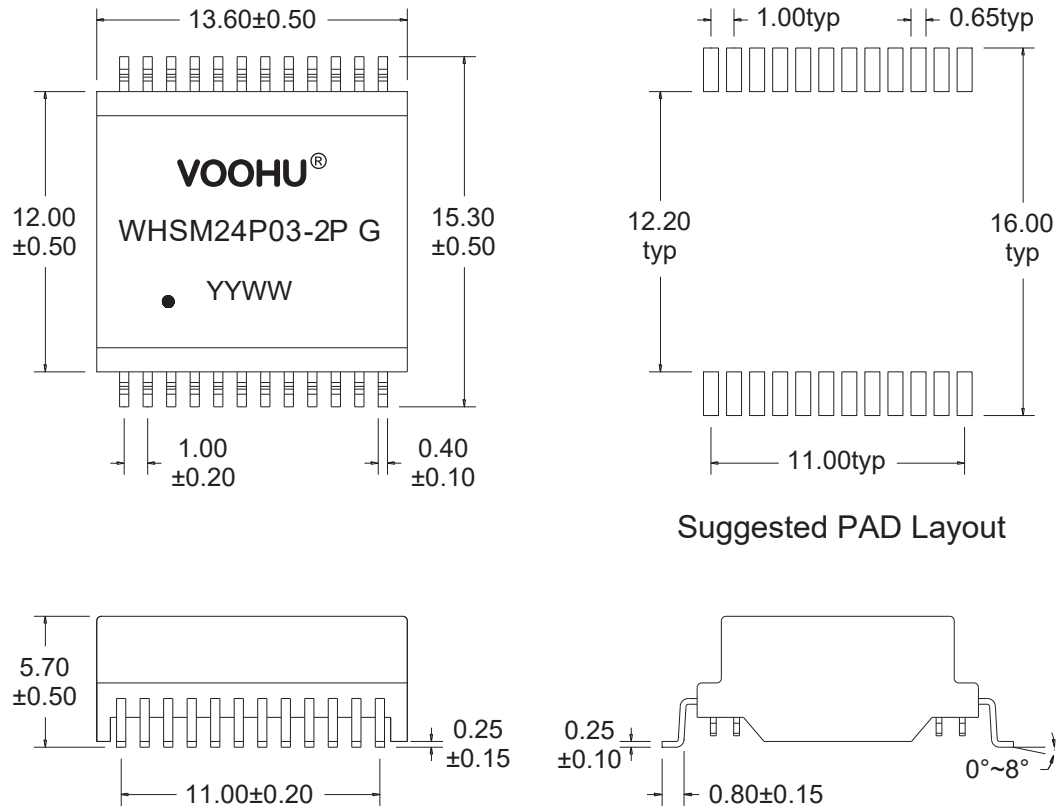 13.60±0.50
1.00typ
0.65typ
VOOHU®
WHSM24P03-2P G
YYWW
12.00
±0.50
15.30
±0.50
12.20
typ
16.00
typ
1.00
±0.20
0.40
±0.10
11.00typ
Suggested PAD Layout
5.70
±0.50
0.25
±0.15
11.00±0.20
0.25
±0.10
0.80±0.15
0°~8°